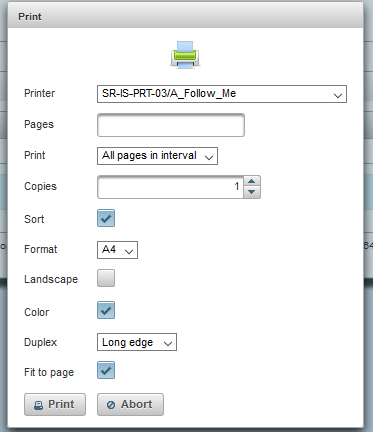 Print
Printer SR-IS-PRT-03/A_Follow_Me
Pages
Print All pages in interval
Copies 1
Sort
Format A4
Landscape
Color
Duplex Long edge
Fit to page
Print Abort